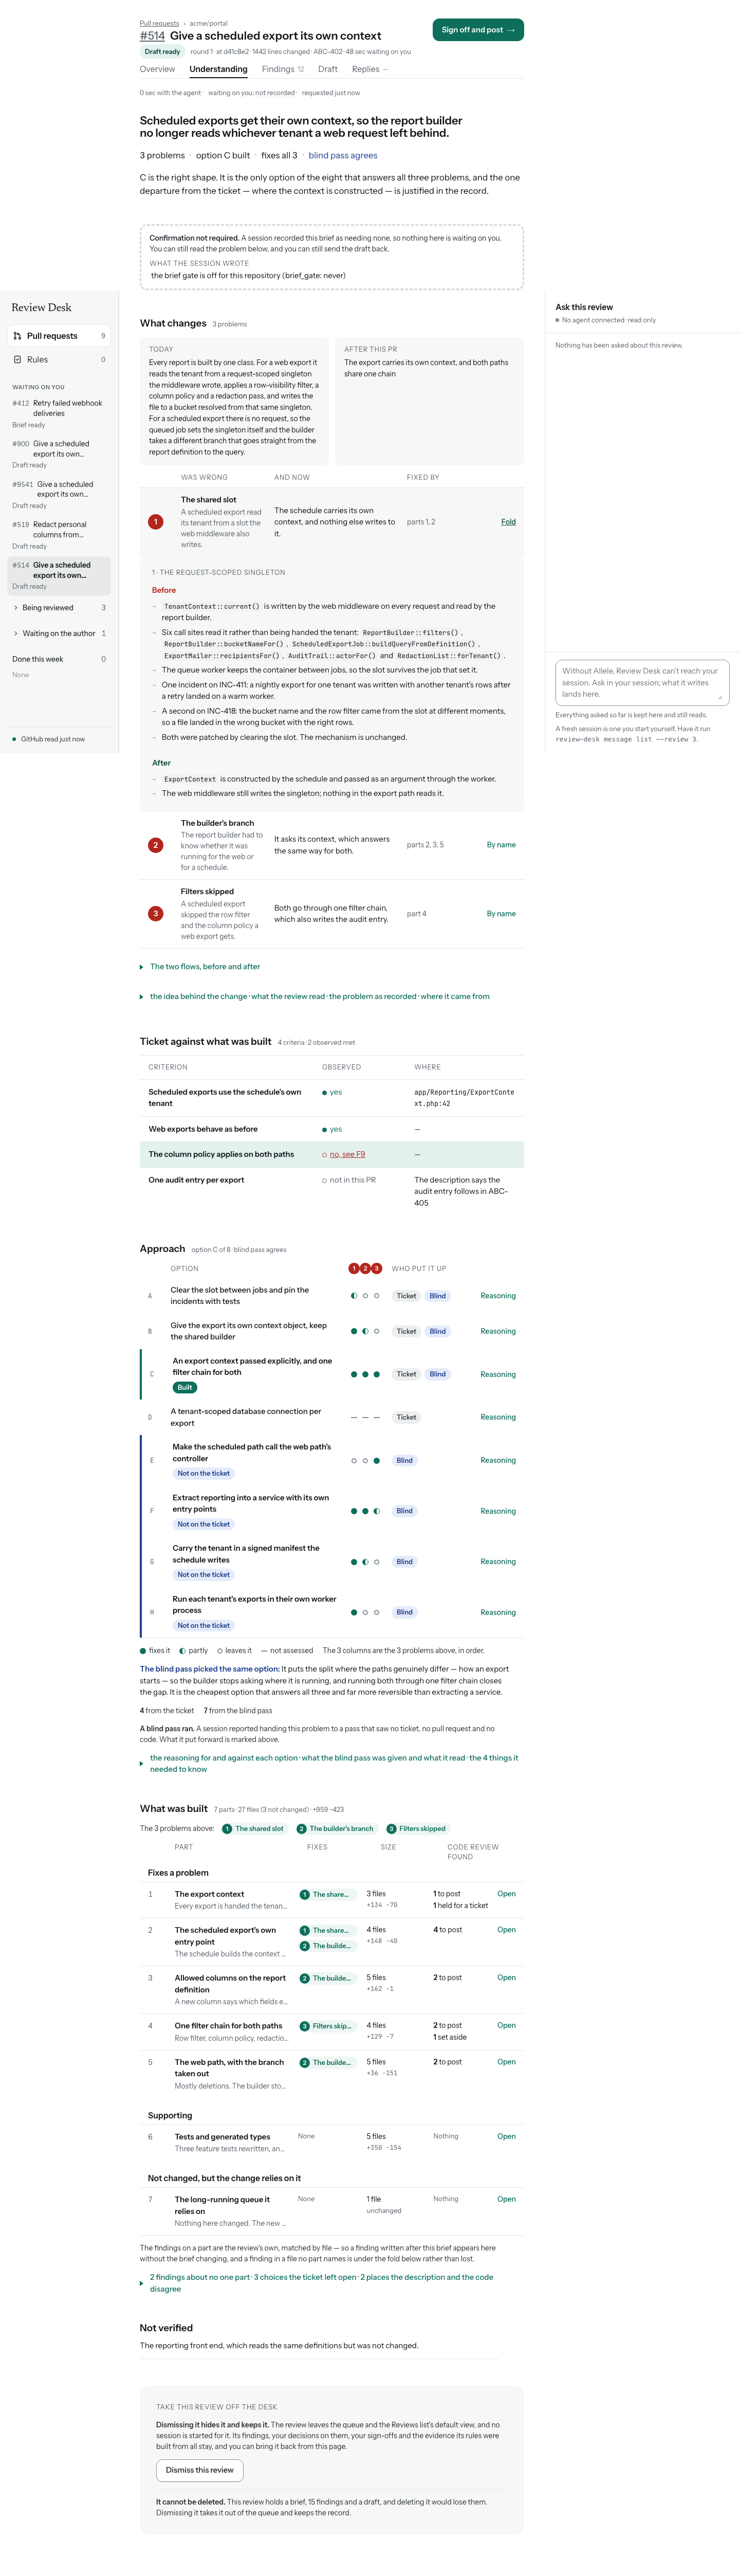 Pull requests › acme/portal
#514 Give a scheduled export its own context
Sign off and post →
Draft ready round 1 · at d41c8e2 · 1442 lines changed · ABC-402 · 48 sec waiting on you
Overview Understanding Findings 12 Draft Replies —
0 sec with the agent · waiting on you: not recorded · requested just now
Scheduled exports get their own context, so the report builder
no longer reads whichever tenant a web request left behind.
3 problems · option C built · fixes all 3 · blind pass agrees
C is the right shape. It is the only option of the eight that answers all three problems, and the one
departure from the ticket — where the context is constructed — is justified in the record.
Confirmation not required. A session recorded this brief as needing none, so nothing here is waiting on you.
You can still read the problem below, and you can still send the draft back.
WHAT THE SESSION WROTE
the brief gate is off for this repository (brief_gate: never)
Review Desk
Pull requests 9
Rules 0
WAITING ON YOU
#412 Retry failed webhook
deliveries
Brief ready
#900 Give a scheduled
export its own...
Draft ready
#9541 Give a scheduled
export its own...
Draft ready
#519 Redact personal
columns from...
Draft ready
#514 Give a scheduled
export its own...
Draft ready
Being reviewed 3
Waiting on the author 1
Done this week 0
None
GitHub read just now
What changes 3 problems
TODAY
Every report is built by one class. For a web export it
reads the tenant from a request-scoped singleton
the middleware wrote, applies a row-visibility filter, a
column policy and a redaction pass, and writes the
file to a bucket resolved from that same singleton.
For a scheduled export there is no request, so the
queued job sets the singleton itself and the builder
takes a different branch that goes straight from the
report definition to the query.
AFTER THIS PR
The export carries its own context, and both paths
share one chain
WAS WRONG AND NOW FIXED BY
1
The shared slot
A scheduled export read
its tenant from a slot the
web middleware also
writes.
The schedule carries its own
context, and nothing else writes to
it.
parts 1, 2
Fold
1 · THE REQUEST-SCOPED SINGLETON
Before
– TenantContext::current() is written by the web middleware on every request and read by the
report builder.
– Six call sites read it rather than being handed the tenant: ReportBuilder::filters() ,
ReportBuilder::bucketNameFor() , ScheduledExportJob::buildQueryFromDefinition() ,
ExportMailer::recipientsFor() , AuditTrail::actorFor() and RedactionList::forTenant() .
– The queue worker keeps the container between jobs, so the slot survives the job that set it.
– One incident on INC-411: a nightly export for one tenant was written with another tenant's rows after
a retry landed on a warm worker.
– A second on INC-418: the bucket name and the row filter came from the slot at different moments,
so a file landed in the wrong bucket with the right rows.
– Both were patched by clearing the slot. The mechanism is unchanged.
After
– ExportContext is constructed by the schedule and passed as an argument through the worker.
– The web middleware still writes the singleton; nothing in the export path reads it.
2
The builder's branch
The report builder had to
know whether it was
running for the web or
for a schedule.
It asks its context, which answers
the same way for both.
parts 2, 3, 5
By name
3
Filters skipped
A scheduled export
skipped the row filter
and the column policy a
web export gets.
Both go through one filter chain,
which also writes the audit entry.
part 4
By name
The two flows, before and after
the idea behind the change · what the review read · the problem as recorded · where it came from
Ask this review
No agent connected · read only
Nothing has been asked about this review.
Without Allele, Review Desk can't reach your
session. Ask in your session; what it writes
lands here.
Everything asked so far is kept here and still reads.
A fresh session is one you start yourself. Have it run
review-desk message list --review 3.
Ticket against what was built 4 criteria · 2 observed met
CRITERION OBSERVED WHERE
Scheduled exports use the schedule's own
tenant
yes
app/Reporting/ExportConte
xt.php:42
Web exports behave as before yes —
The column policy applies on both paths no, see F9 —
One audit entry per export not in this PR
The description says the
audit entry follows in ABC-
405
Approach option C of 8 · blind pass agrees
OPTION 1 2 3 WHO PUT IT UP
A Clear the slot between jobs and pin the
incidents with tests
Ticket Blind Reasoning
B Give the export its own context object, keep
the shared builder
Ticket Blind Reasoning
C An export context passed explicitly, and one
filter chain for both
Built
Ticket Blind Reasoning
D A tenant-scoped database connection per
export
— — — Ticket Reasoning
E Make the scheduled path call the web path's
controller
Not on the ticket
Blind Reasoning
F Extract reporting into a service with its own
entry points
Not on the ticket
Blind Reasoning
G Carry the tenant in a signed manifest the
schedule writes
Not on the ticket
Blind Reasoning
H Run each tenant's exports in their own worker
process
Not on the ticket
Blind Reasoning
fixes it partly leaves it — not assessed The 3 columns are the 3 problems above, in order.
The blind pass picked the same option: It puts the split where the paths genuinely differ — how an export
starts — so the builder stops asking where it is running, and running both through one filter chain closes
the gap. It is the cheapest option that answers all three and far more reversible than extracting a service.
4 from the ticket 7 from the blind pass
A blind pass ran. A session reported handing this problem to a pass that saw no ticket, no pull request and no
code. What it put forward is marked above.
the reasoning for and against each option · what the blind pass was given and what it read · the 4 things it
needed to know
What was built 7 parts · 27 files (3 not changed) · +959 −423
The 3 problems above: 1 The shared slot 2 The builder's branch 3 Filters skipped
PART FIXES SIZE CODE REVIEW
FOUND
Fixes a problem
1 The export context
Every export is handed the tenan...
1 The share...
3 files
+134 -70
1 to post
1 held for a ticket
Open
2 The scheduled export's own
entry point
The schedule builds the context ...
1 The share...
2 The builde...
4 files
+148 -40
4 to post
Open
3 Allowed columns on the report
definition
A new column says which fields e...
2 The builde...
5 files
+162 -1
2 to post
Open
4 One filter chain for both paths
Row filter, column policy, redactio...
3 Filters skip...
4 files
+129 -7
2 to post
1 set aside
Open
5 The web path, with the branch
taken out
Mostly deletions. The builder sto...
2 The builde...
5 files
+36 -151
2 to post
Open
Supporting
6 Tests and generated types
Three feature tests rewritten, an...
None
5 files
+350 -154
Nothing
Open
Not changed, but the change relies on it
7 The long-running queue it
relies on
Nothing here changed. The new ...
None
1 file
unchanged
Nothing
Open
The findings on a part are the review's own, matched by file — so a finding written after this brief appears here
without the brief changing, and a finding in a file no part names is under the fold below rather than lost.
2 findings about no one part · 3 choices the ticket left open · 2 places the description and the code
disagree
Not verified
The reporting front end, which reads the same definitions but was not changed.
TAKE THIS REVIEW OFF THE DESK
Dismissing it hides it and keeps it. The review leaves the queue and the Reviews list's default view, and no
session is started for it. Its findings, your decisions on them, your sign-offs and the evidence its rules were
built from all stay, and you can bring it back from this page.
Dismiss this review
It cannot be deleted. This review holds a brief, 15 findings and a draft, and deleting it would lose them.
Dismissing it takes it out of the queue and keeps the record.